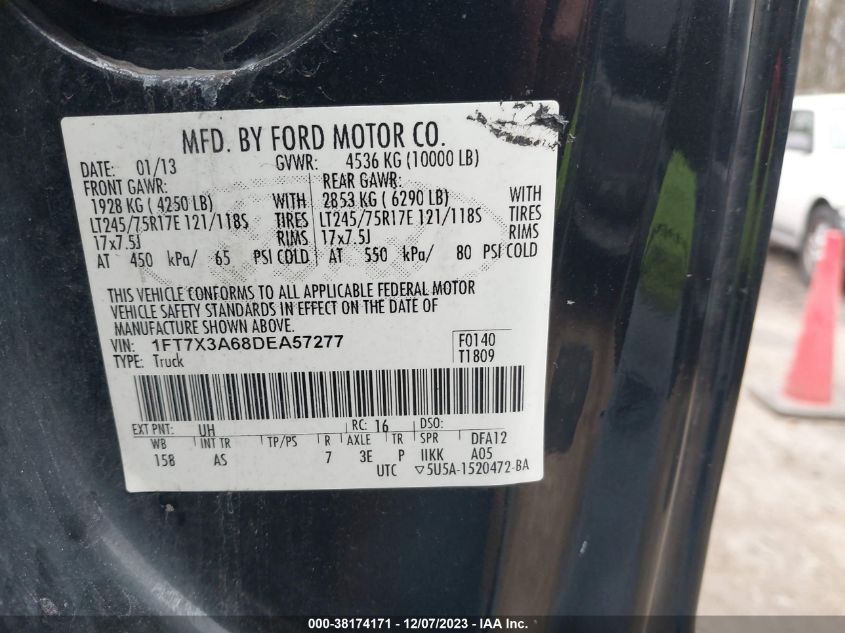 MFD. BY FORD MOTOR CO.
DATE: 01/13 GVWR: 4536 KG (10000 LB)
FRONT GAWR: REAR GAWR:
1928 KG ( 4250 LB) WITH 2853 KG ( 6290 LB) WITH
LT245/75R17E 121/118S TIRES LT245/75R17E 121/118S TIRES
17x7.5J RIMS 17x7.5J RIMS
AT 450 kPa/ 65 PSI COLD AT 550 kPa/ 80 PSI COLD
THIS VEHICLE CONFORMS TO ALL APPLICABLE FEDERAL MOTOR
VEHICLE SAFETY STANDARDS IN EFFECT ON THE DATE OF
MANUFACTURE SHOWN ABOVE.
VIN: 1FT7X3A68DEA57277 F0140
TYPE: Truck T1809
EXT PNT: UH RC: 16 DSO:
WB INT TR TP/PS R AXLE TR SPR DFA12
158 AS 7 3E P IIKK A05
UTC ▽5U5A-1520472-BA
000-38174171 - 12/07/2023 - IAA Inc.